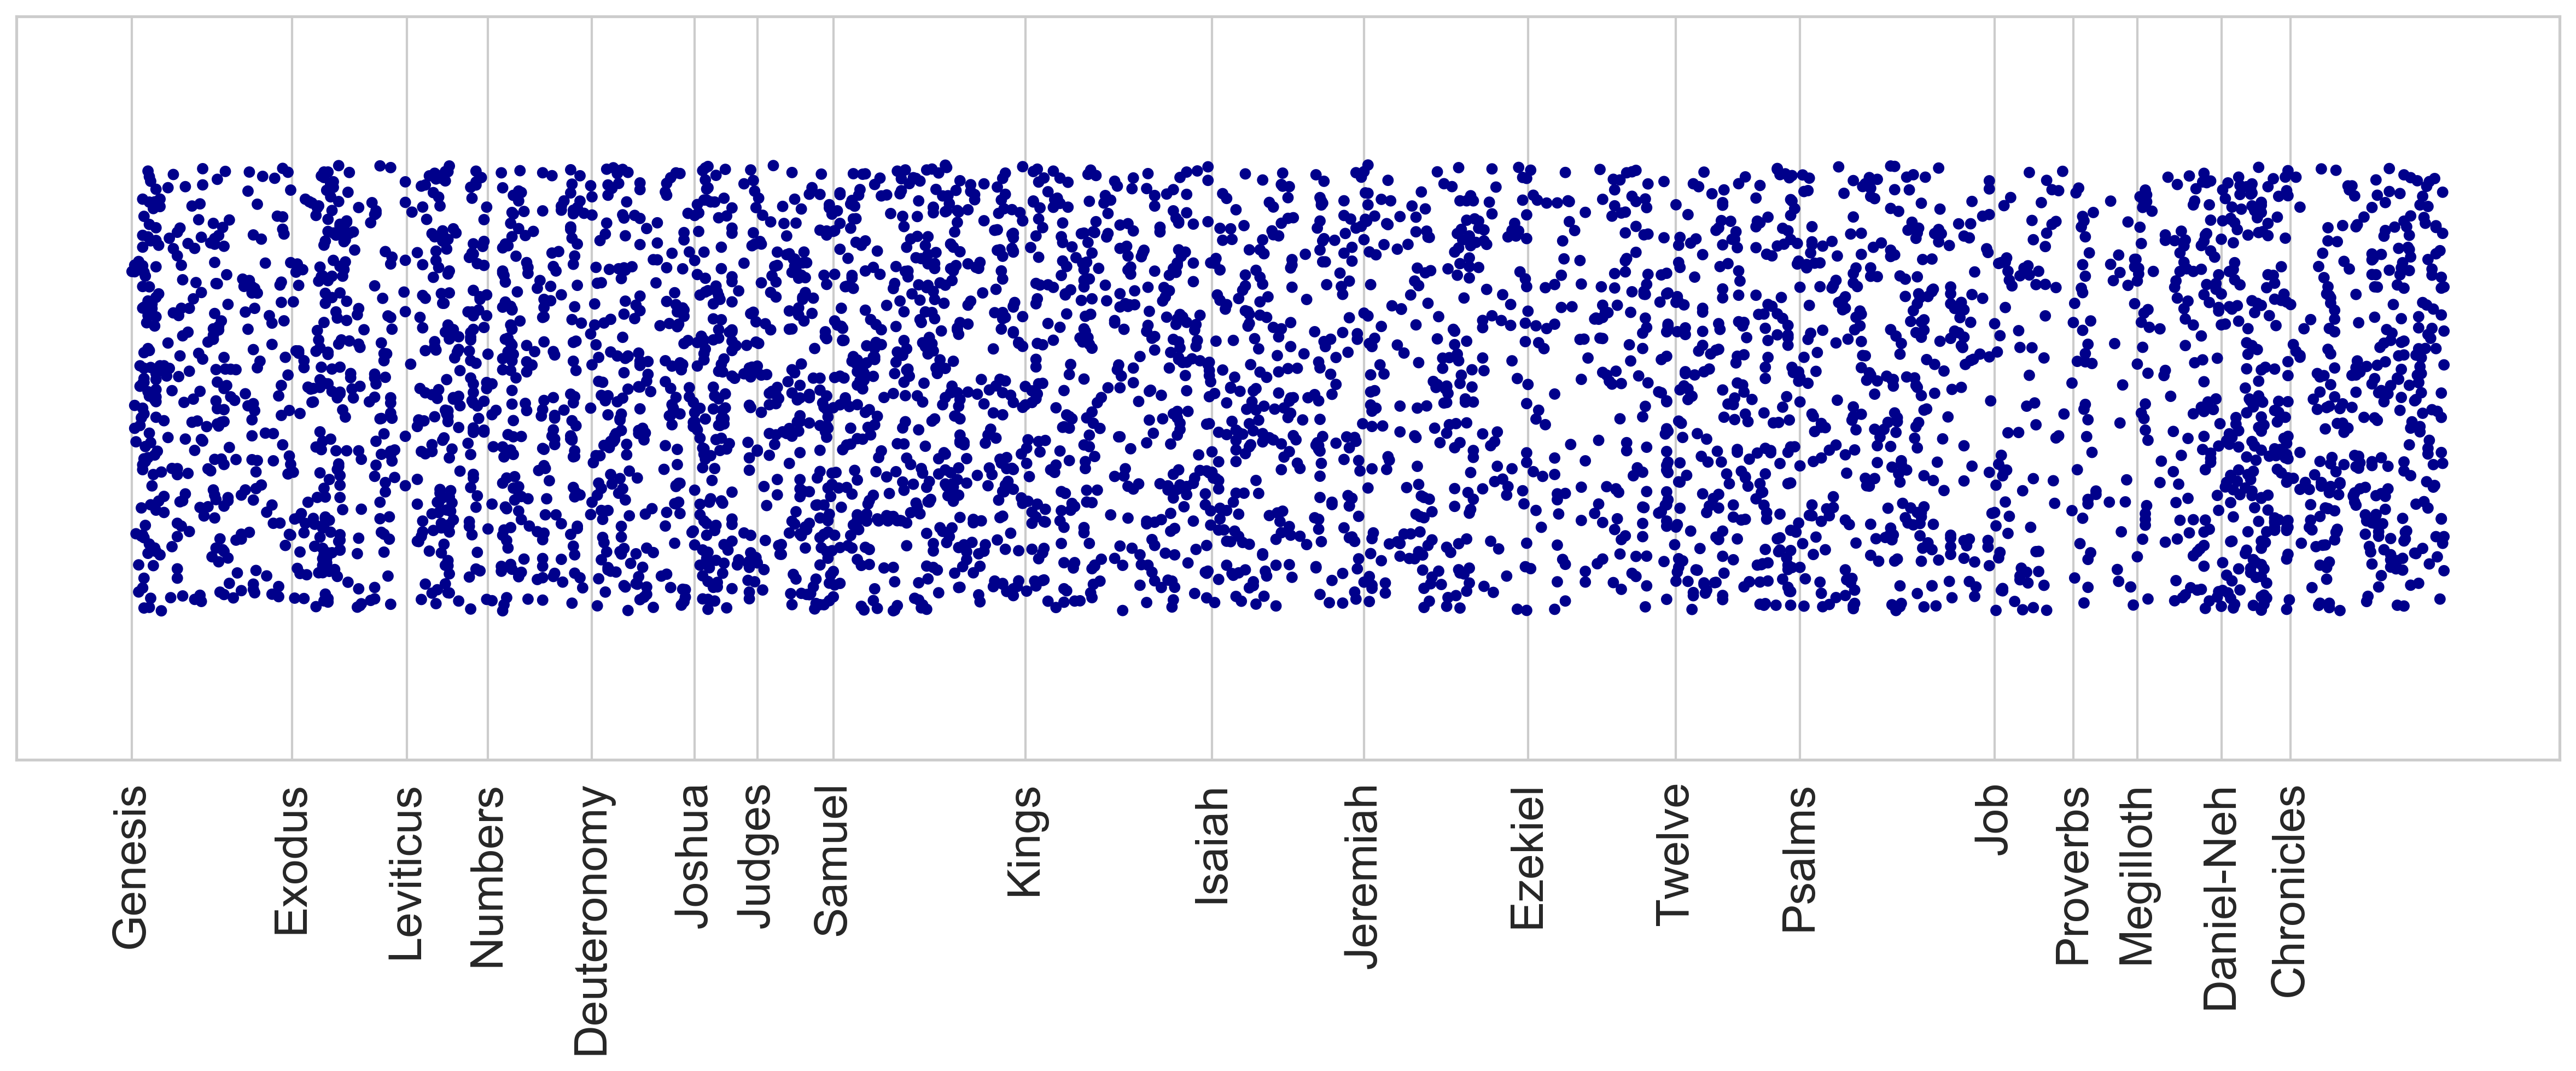 Genesis
Exodus
Leviticus
Numbers
Deuteronomy
Joshua
Judges
Samuel
Kings
Isaiah
Jeremiah
Ezekiel
Twelve
Psalms
Job
Proverbs
Megilloth
Daniel-Neh
Chronicles